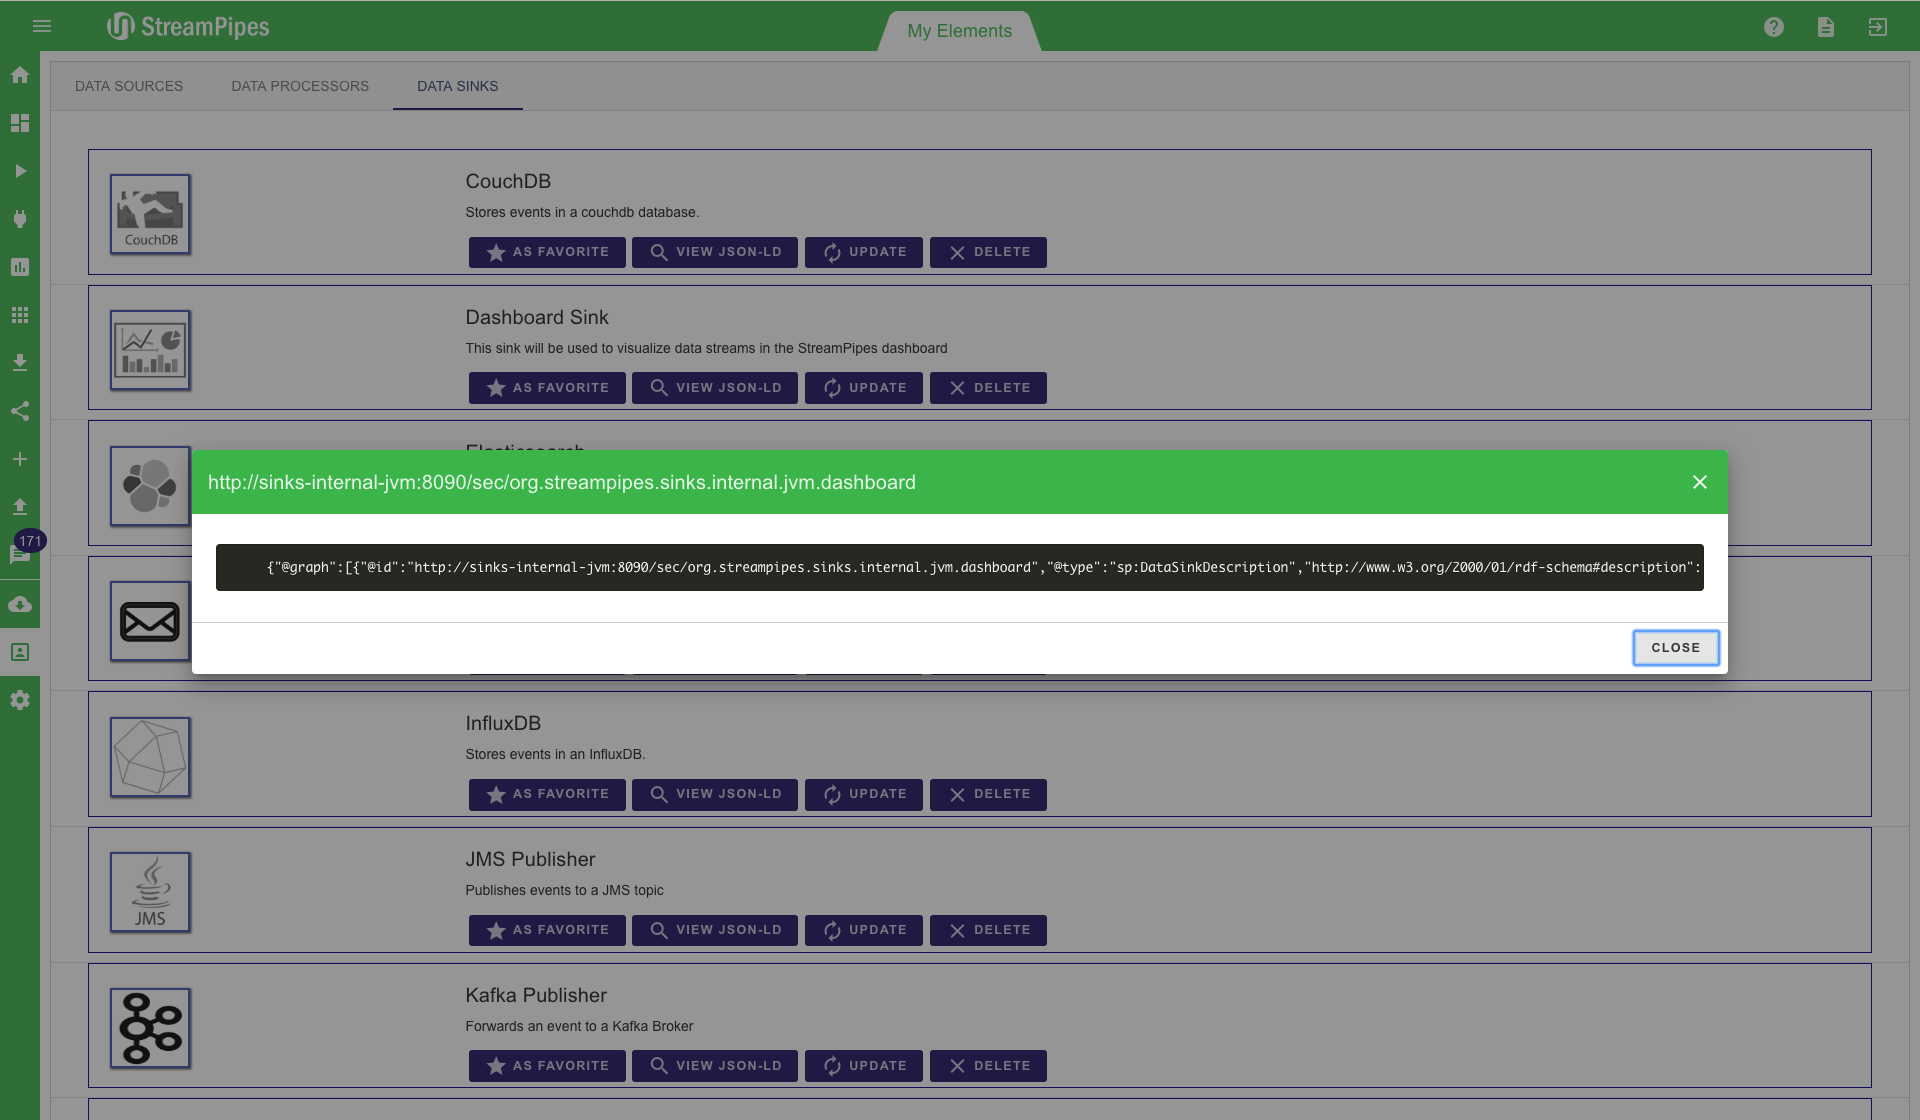 StreamPipes
My Elements
DATA SOURCES
DATA PROCESSORS
DATA SINKS
CouchDB
CouchDB
Stores events in a couchdb database.
AS FAVORITE
VIEW JSON-LD
UPDATE
DELETE
Dashboard Sink
This sink will be used to visualize data streams in the StreamPipes dashboard
AS FAVORITE
VIEW JSON-LD
UPDATE
DELETE
http://sinks-internal-jvm:8090/sec/org.streampipes.sinks.internal.jvm.dashboard
171
{"@graph":[{"@id":"http://sinks-internal-jvm:8090/sec/org.streampipes.sinks.internal.jvm.dashboard","@type":"sp:DataSinkDescription","http://www.w3.org/2000/01/rdf-schema#description":
CLOSE
InfluxDB
Stores events in an InfluxDB.
AS FAVORITE
VIEW JSON-LD
UPDATE
DELETE
JMS
JMS Publisher
Publishes events to a JMS topic
AS FAVORITE
VIEW JSON-LD
UPDATE
DELETE
Kafka Publisher
Forwards an event to a Kafka Broker
AS FAVORITE
VIEW JSON-LD
UPDATE
DELETE